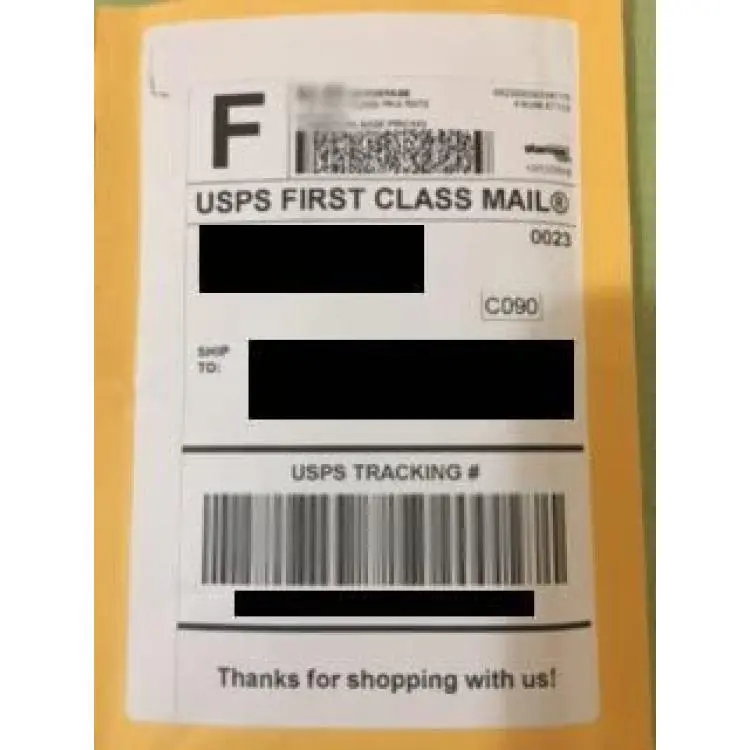 F
USPS FIRST CLASS MAIL®
0023
C090
SHIP
TO:
USPS TRACKING #
Thanks for shopping with us!